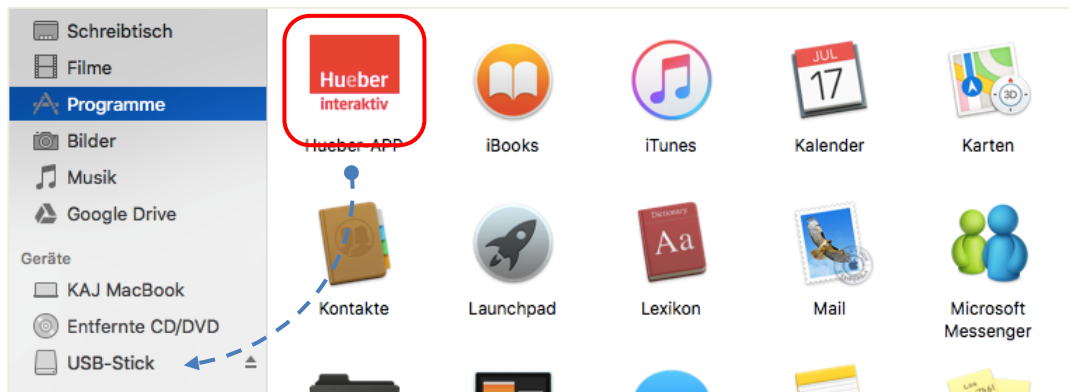 Schreibtisch
Filme
Programme
Bilder
Musik
Google Drive
Geräte
KAJ MacBook
Entfernte CD/DVD
USB-Stick
Hueber
interaktiv
Hueber-APP
iBooks
iTunes
JUL
17
Kalender
3D
Karten
Kontakte
Launchpad
Dictionary
Aa
Lexikon
Mail
Microsoft
Messenger